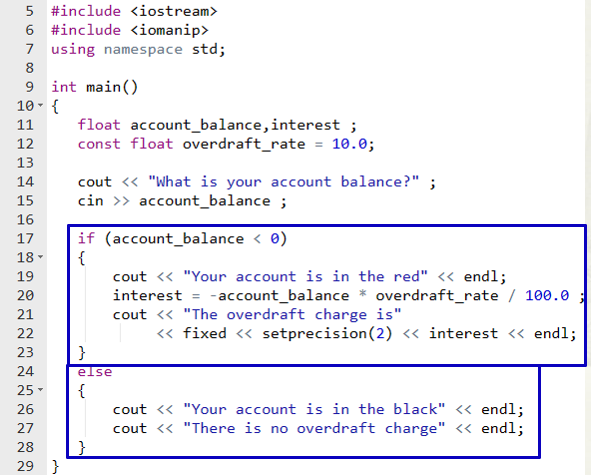 5 #include <iostream>
6 #include <iomanip>
7 using namespace std;
8
9 int main()
10 {
11    float account_balance,interest ;
12    const float overdraft_rate = 10.0;
13
14    cout << "What is your account balance?" ;
15    cin >> account_balance ;
16
17    if (account_balance < 0)
18    {
19        cout << "Your account is in the red" << endl;
20        interest = -account_balance * overdraft_rate / 100.0 ;
21        cout << "The overdraft charge is"
22             << fixed << setprecision(2) << interest << endl;
23    }
24    else
25    {
26        cout << "Your account is in the black" << endl;
27        cout << "There is no overdraft charge" << endl;
28    }
29 }